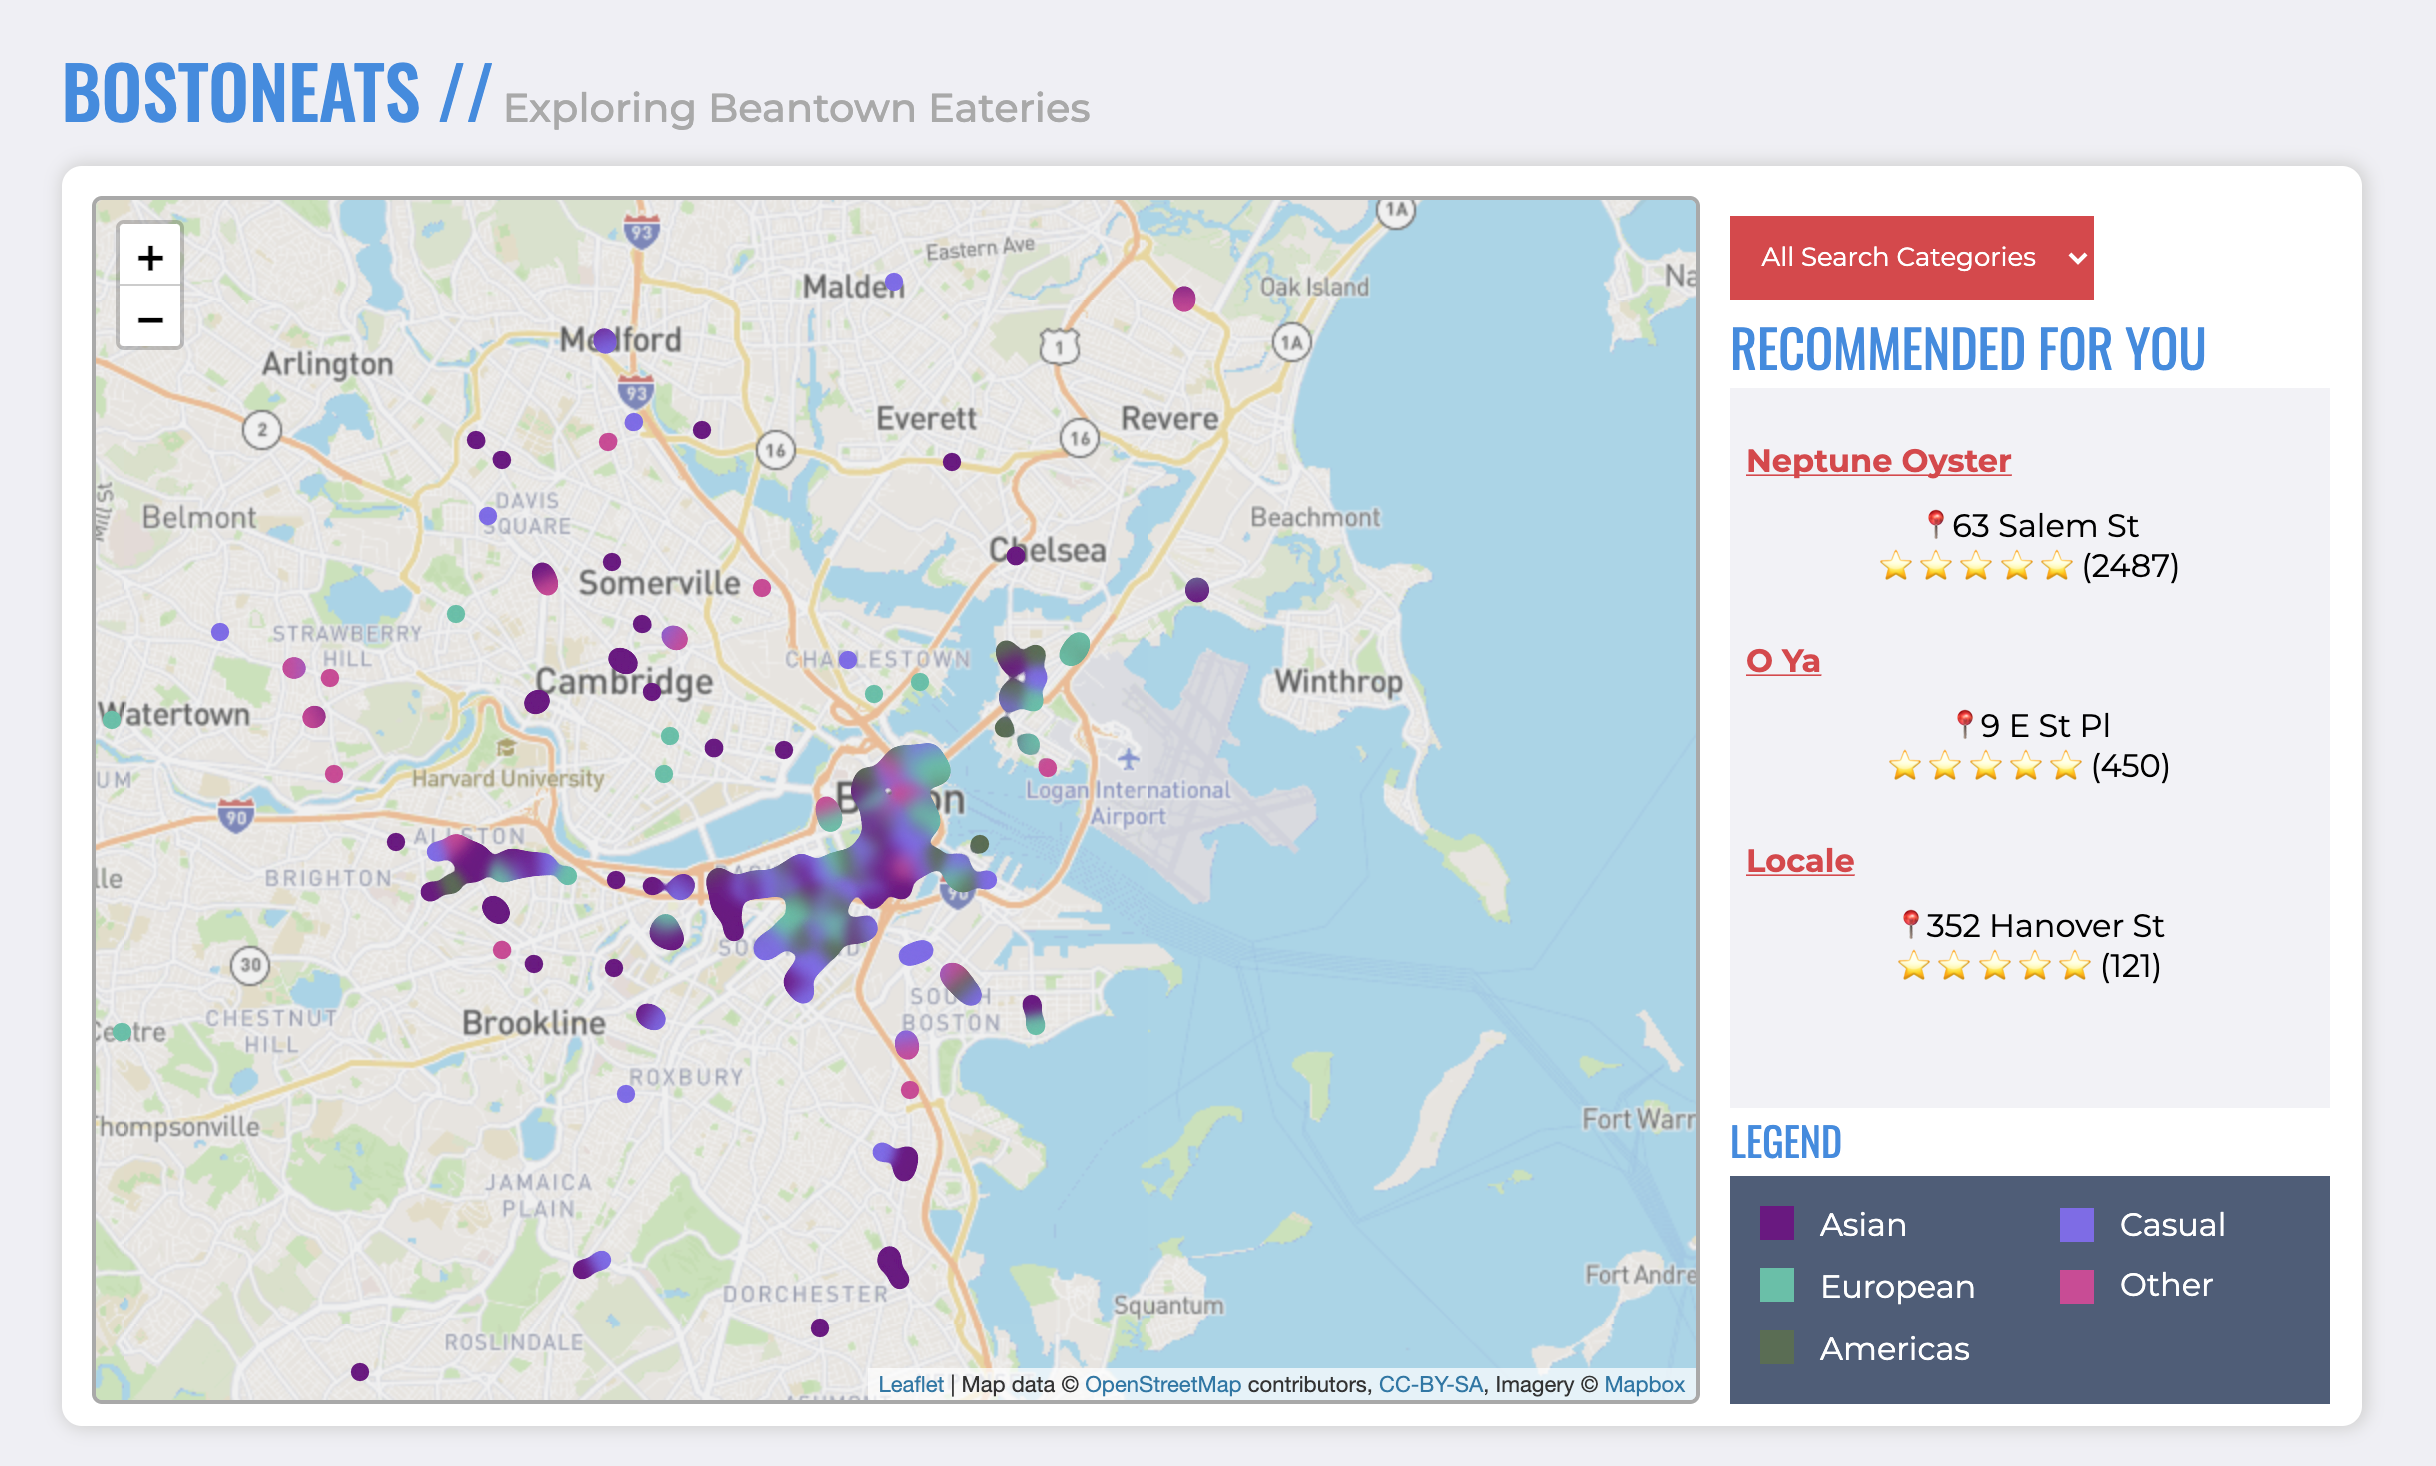 BOSTONEATS // Exploring Beantown Eateries
+
−
93
1A
Eastern Ave
Malden
Oak Island
Na
Medford
1
1A
Arlington
93
Everett
Revere
2
16
16
Mill St
DAVIS
SQUARE
Belmont
Beachmont
Chelsea
Somerville
STRAWBERRY
HILL
CHARLESTOWN
Cambridge
Winthrop
Watertown
Harvard University
UM
Logan International
Airport
Boston
90
ALLSTON
BRIGHTON
lle
90
30
SOUTH
BOSTON
CHESTNUT
HILL
Brookline
Centre
ROXBURY
Thompsonville
Fort Warr
JAMAICA
PLAIN
Fort Andre
DORCHESTER
Squantum
ROSLINDALE
Leaflet | Map data © OpenStreetMap contributors, CC-BY-SA, Imagery © Mapbox
All Search Categories
RECOMMENDED FOR YOU
Neptune Oyster
📍63 Salem St
⭐⭐⭐⭐⭐ (2487)
O Ya
📍9 E St Pl
⭐⭐⭐⭐⭐ (450)
Locale
📍352 Hanover St
⭐⭐⭐⭐⭐ (121)
LEGEND
Asian
Casual
European
Other
Americas